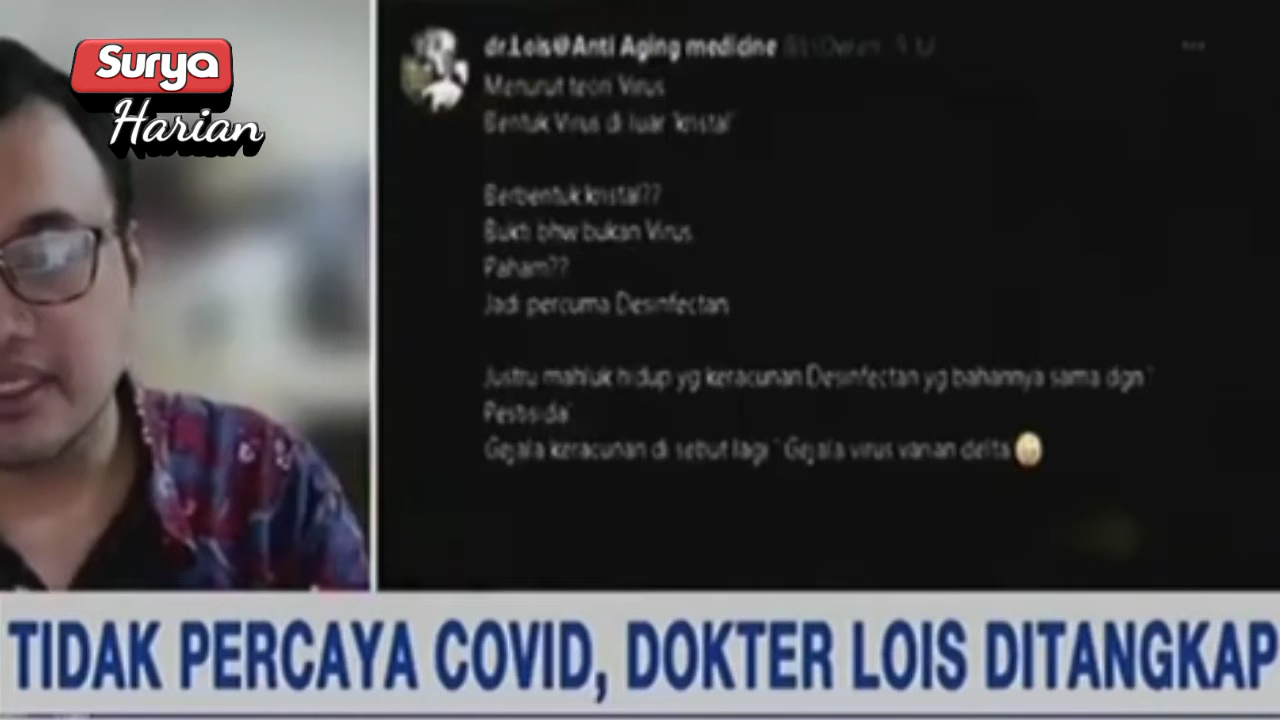 Surya
Harian
dr.Lois@Anti Aging medicine
Menurut teori Virus
Bentuk Virus di luar "kristal"
Berbentuk kristal??
Bukti bhw bukan Virus
Paham??
Jadi percuma Desinfectan
Justru mahluk hidup yg keracunan Desinfectan yg bahannya sama dgn "
Pestisida"
Gejala keracunan di sebut lagi " Gejala virus varian delta
TIDAK PERCAYA COVID, DOKTER LOIS DITANGKAP